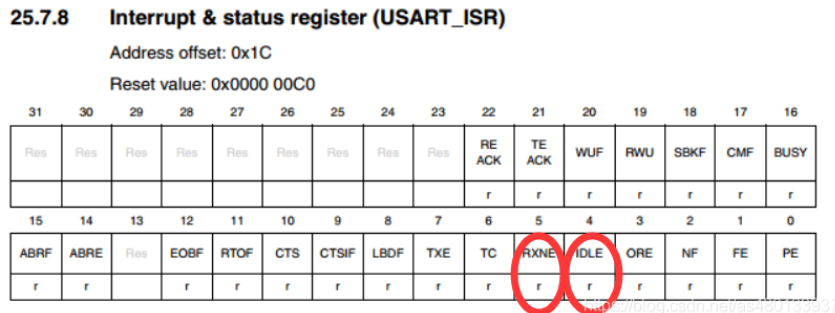 25.7.8 Interrupt & status register (USART_ISR)
Address offset: 0x1C
Reset value: 0x0000 00C0
31 30 29 28 27 26 25 24 23 22 21 20 19 18 17 16
Res Res Res Res Res Res Res Res Res RE ACK TE ACK WUF RWU SBKF CMF BUSY
r r r r r r r
15 14 13 12 11 10 9 8 7 6 5 4 3 2 1 0
ABRF ABRE Res EOBF RTOF CTS CTSIF LBDF TXE TC RXNE IDLE ORE NF FE PE
r r r r r r r r r r r r r r r
https://blog.csdn.net/as480133937